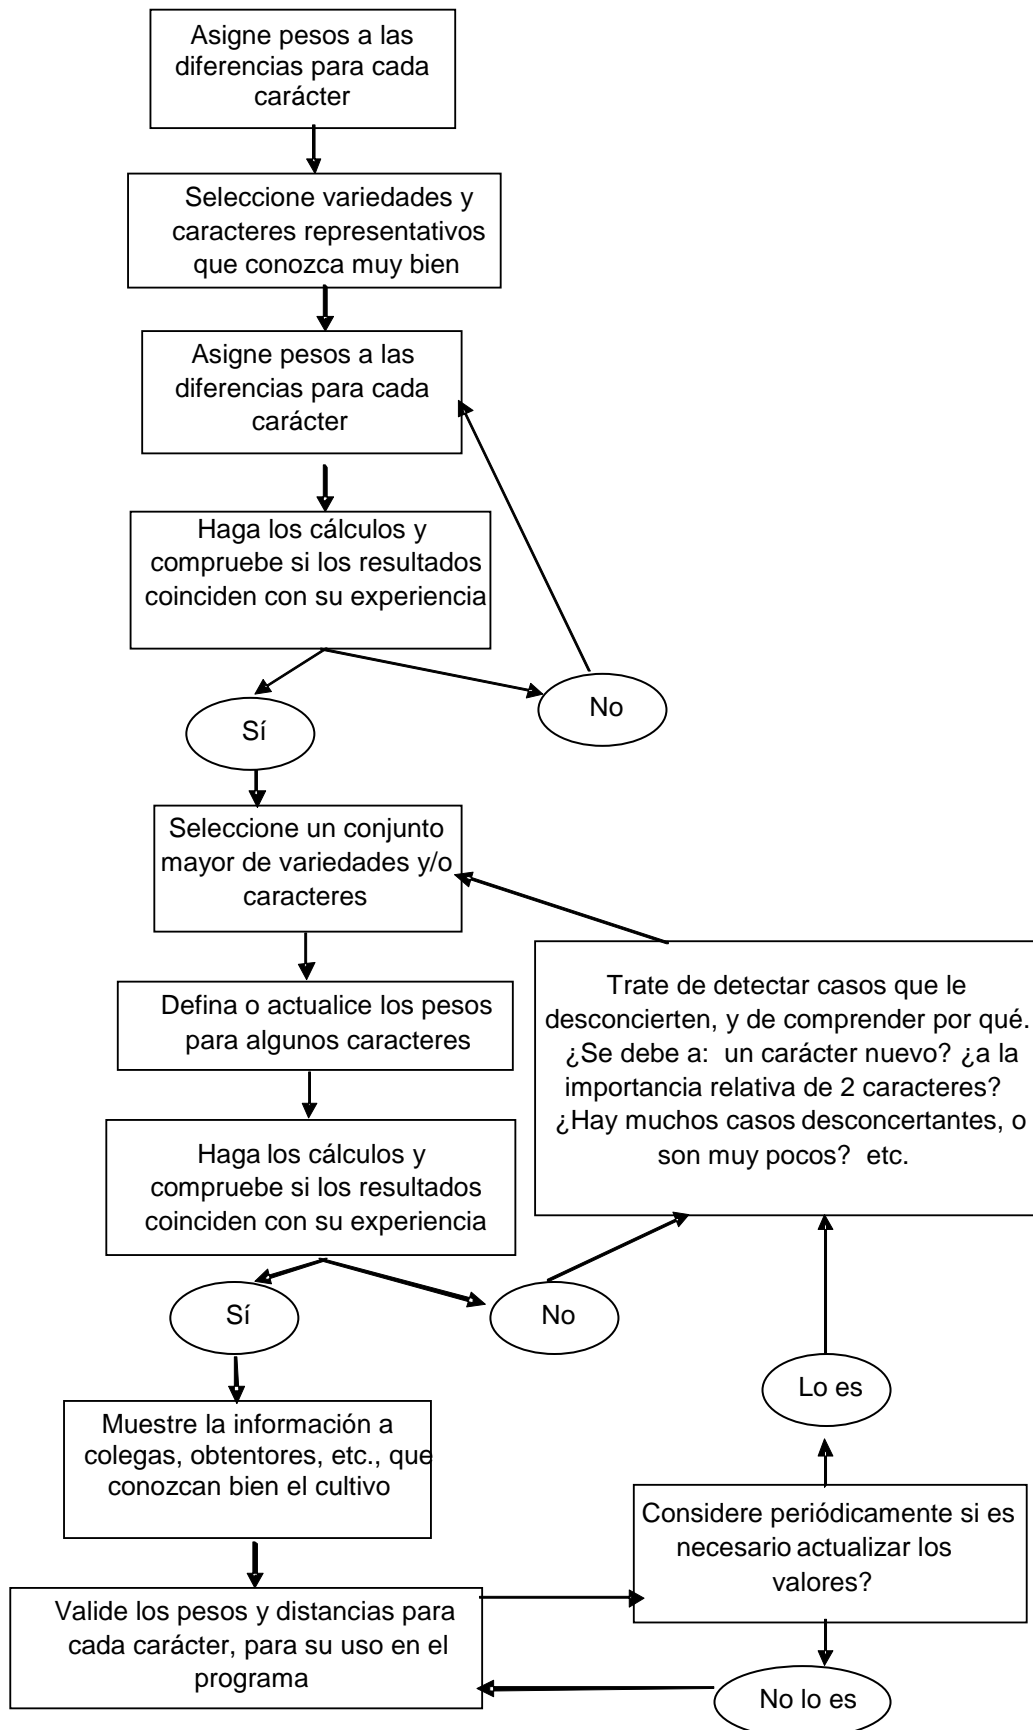 Asigne pesos a las
diferencias para cada
carácter
Seleccione variedades y
caracteres representativos
que conozca muy bien
Asigne pesos a las
diferencias para cada
carácter
Haga los cálculos y
compruebe si los resultados
coinciden con su experiencia
Sí
No
Seleccione un conjunto
mayor de variedades y/o
caracteres
Defina o actualice los pesos
para algunos caracteres
Trate de detectar casos que le
desconcierten, y de comprender por qué.
¿Se debe a: un carácter nuevo? ¿a la
importancia relativa de 2 caracteres?
¿Hay muchos casos desconcertantes, o
son muy pocos? etc.
Haga los cálculos y
compruebe si los resultados
coinciden con su experiencia
Sí
No
Lo es
Muestre la información a
colegas, obtentores, etc., que
conozcan bien el cultivo
Considere periódicamente si es
necesario actualizar los
valores?
Valide los pesos y distancias para
cada carácter, para su uso en el
programa
No lo es